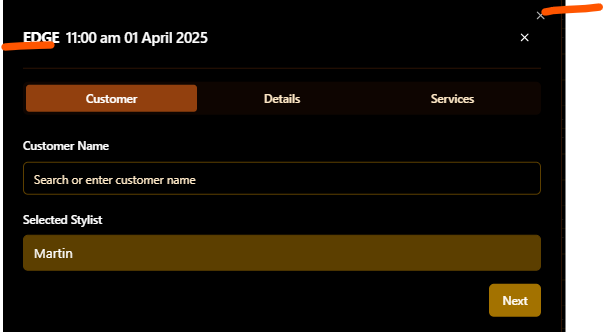 EDGE 11:00 am 01 April 2025
Customer
Details
Services
Customer Name
Search or enter customer name
Selected Stylist
Martin
Next